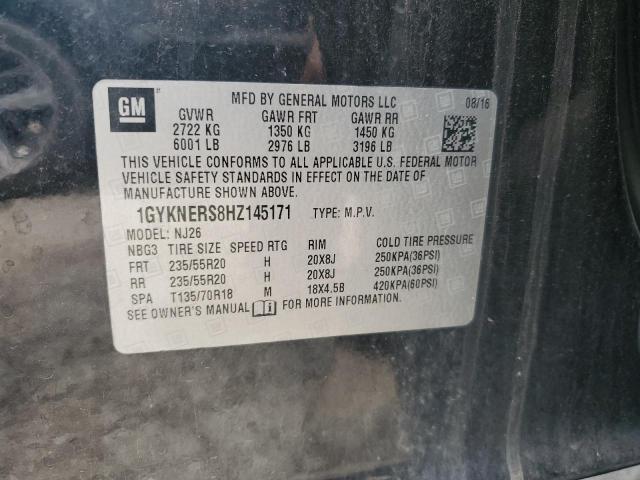 GM
MFD BY GENERAL MOTORS LLC 08/16
GVWR GAWR FRT GAWR RR
2722 KG 1350 KG 1450 KG
6001 LB 2976 LB 3196 LB
THIS VEHICLE CONFORMS TO ALL APPLICABLE U.S. FEDERAL MOTOR
VEHICLE SAFETY STANDARDS IN EFFECT ON THE DATE OF
MANUFACTURE SHOWN ABOVE.
1GYKNERS8HZ145171 TYPE: M.P.V.
MODEL: NJ26
NBG3 TIRE SIZE SPEED RTG RIM COLD TIRE PRESSURE
FRT 235/55R20 H 20X8J 250KPA(36PSI)
RR 235/55R20 H 20X8J 250KPA(36PSI)
SPA T135/70R18 M 18X4.5B 420KPA(60PSI)
SEE OWNER'S MANUAL FOR MORE INFORMATION.